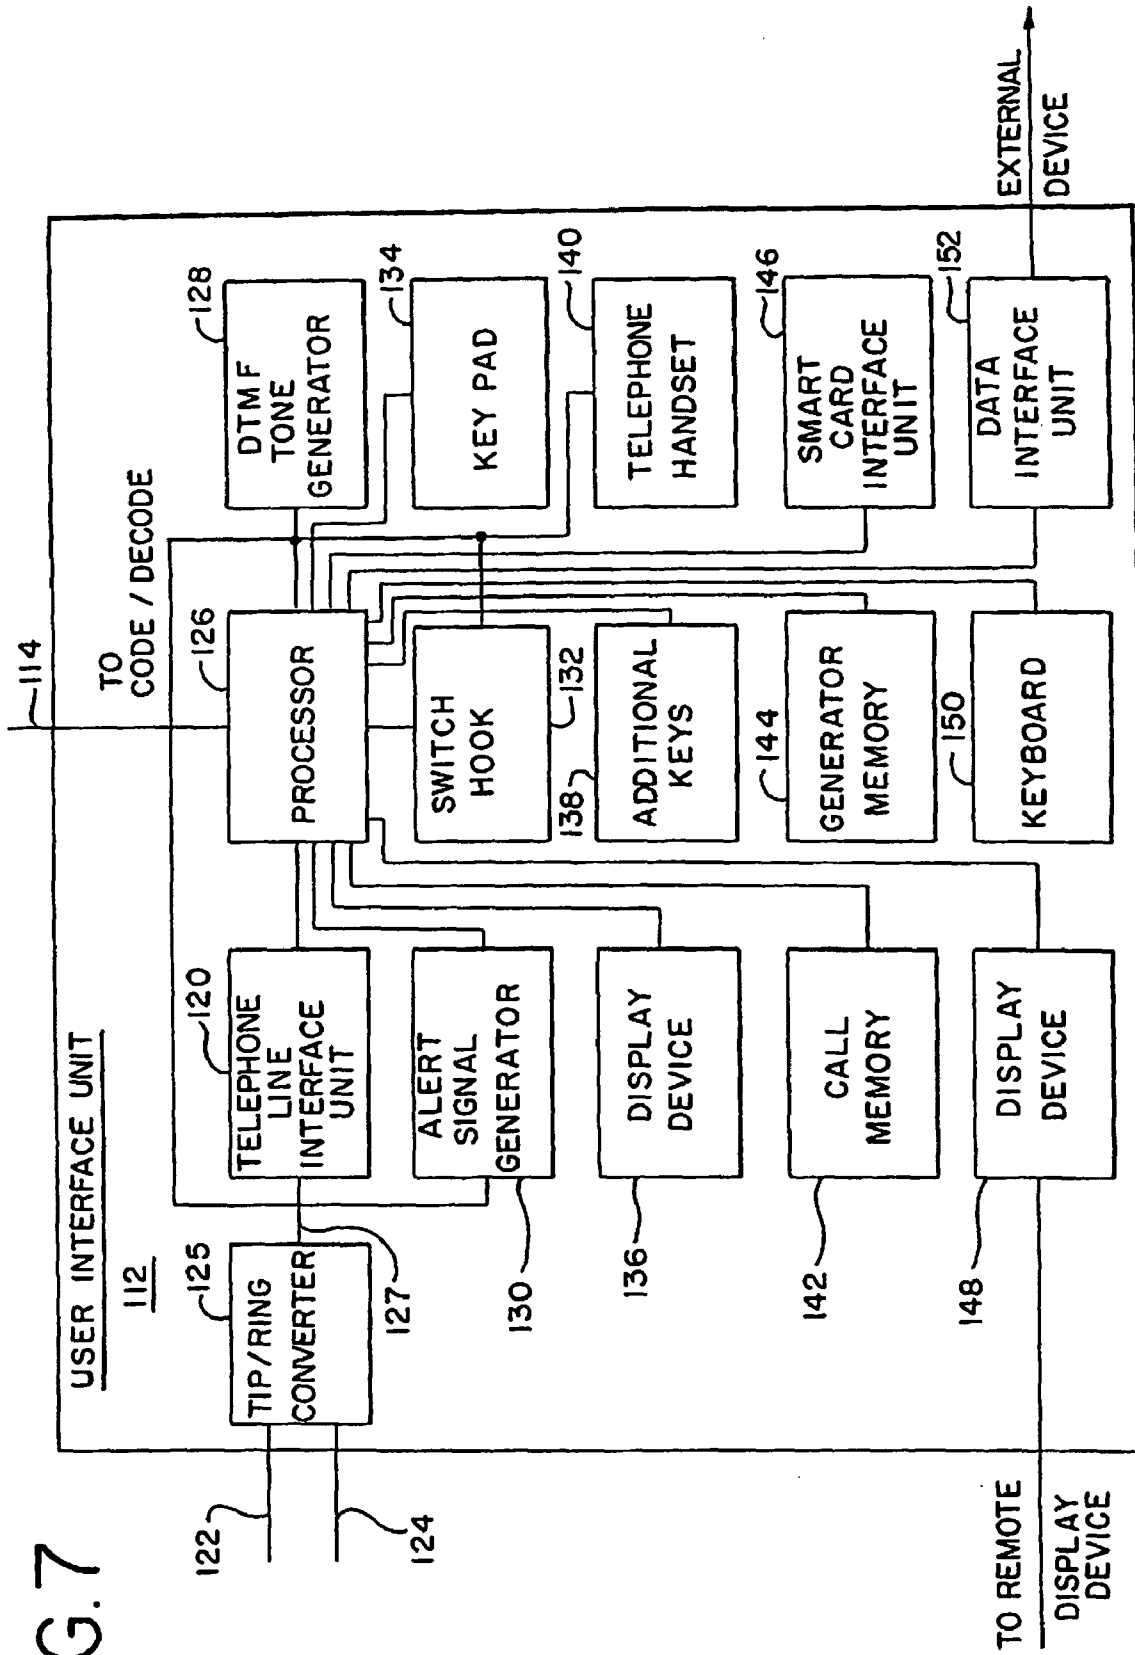 G. 7
USER INTERFACE UNIT
112
114
TO
CODE / DECODE
122
124
125
TIP/RING
CONVERTER
127
120
TELEPHONE
LINE
INTERFACE
UNIT
126
PROCESSOR
128
DTMF
TONE
GENERATOR
130
ALERT
SIGNAL
GENERATOR
SWITCH
HOOK
132
134
KEY PAD
136
DISPLAY
DEVICE
138
ADDITIONAL
KEYS
140
TELEPHONE
HANDSET
142
CALL
MEMORY
144
GENERATOR
MEMORY
146
SMART
CARD
INTERFACE
UNIT
148
DISPLAY
DEVICE
150
KEYBOARD
152
DATA
INTERFACE
UNIT
TO REMOTE
DISPLAY
DEVICE
EXTERNAL
DEVICE